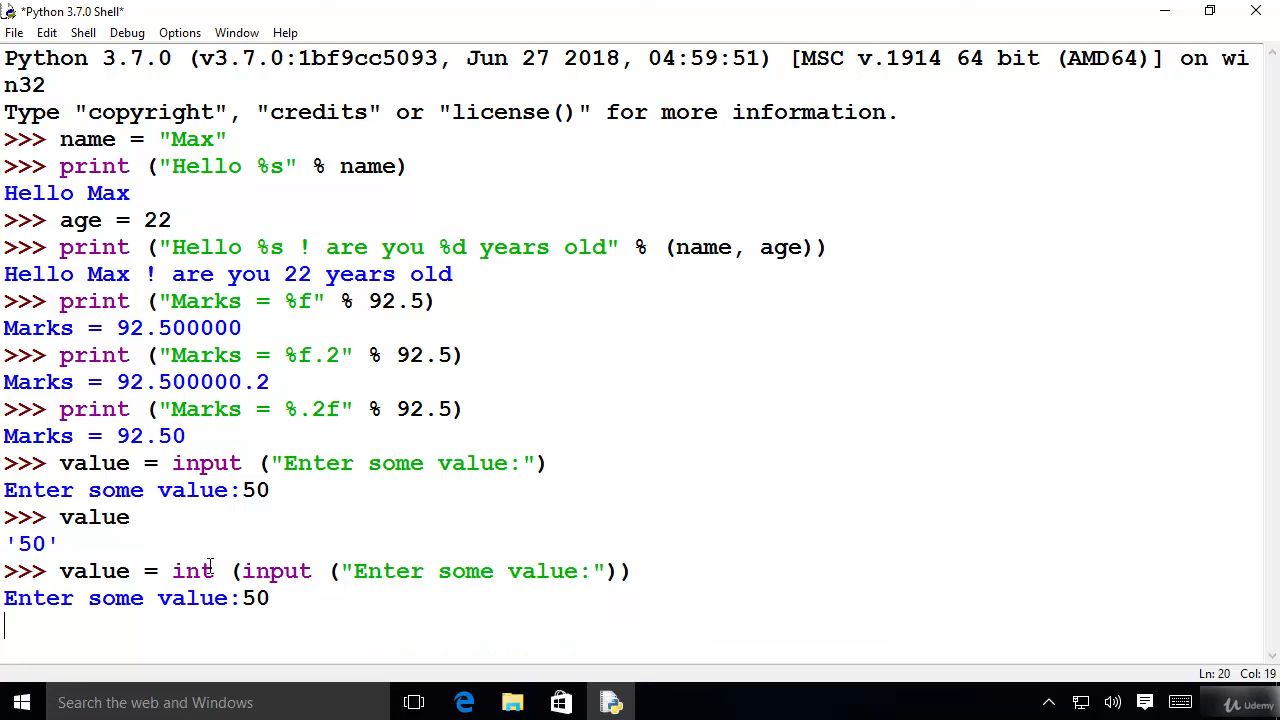 *Python 3.7.0 Shell*
File Edit Shell Debug Options Window Help
Python 3.7.0 (v3.7.0:1bf9cc5093, Jun 27 2018, 04:59:51) [MSC v.1914 64 bit (AMD64)] on wi
n32
Type "copyright", "credits" or "license()" for more information.
>>> name = "Max"
>>> print ("Hello %s" % name)
Hello Max
>>> age = 22
>>> print ("Hello %s ! are you %d years old" % (name, age))
Hello Max ! are you 22 years old
>>> print ("Marks = %f" % 92.5)
Marks = 92.500000
>>> print ("Marks = %f.2" % 92.5)
Marks = 92.500000.2
>>> print ("Marks = %.2f" % 92.5)
Marks = 92.50
>>> value = input ("Enter some value:")
Enter some value:50
>>> value
'50'
>>> value = int (input ("Enter some value:"))
Enter some value:50
Ln: 20 Col: 19
Search the web and Windows
Udemy